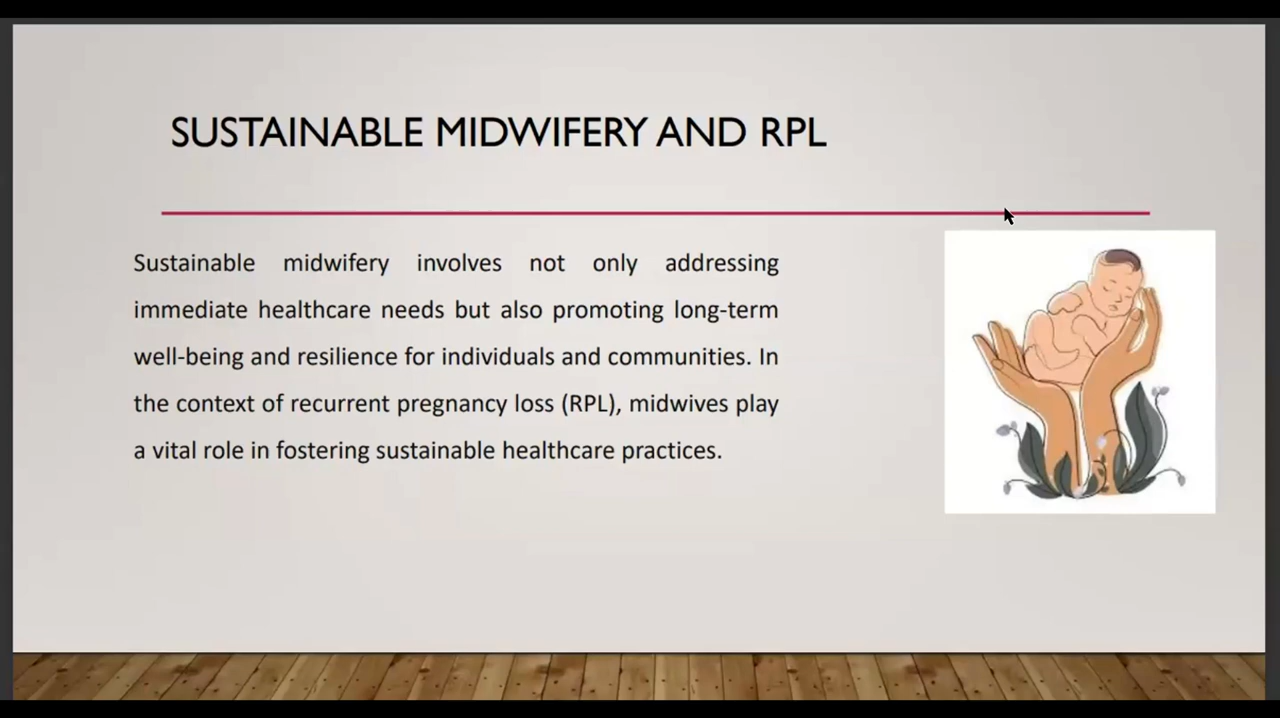 SUSTAINABLE MIDWIFERY AND RPL
Sustainable midwifery involves not only addressing
immediate healthcare needs but also promoting long-term
well-being and resilience for individuals and communities. In
the context of recurrent pregnancy loss (RPL), midwives play
a vital role in fostering sustainable healthcare practices.